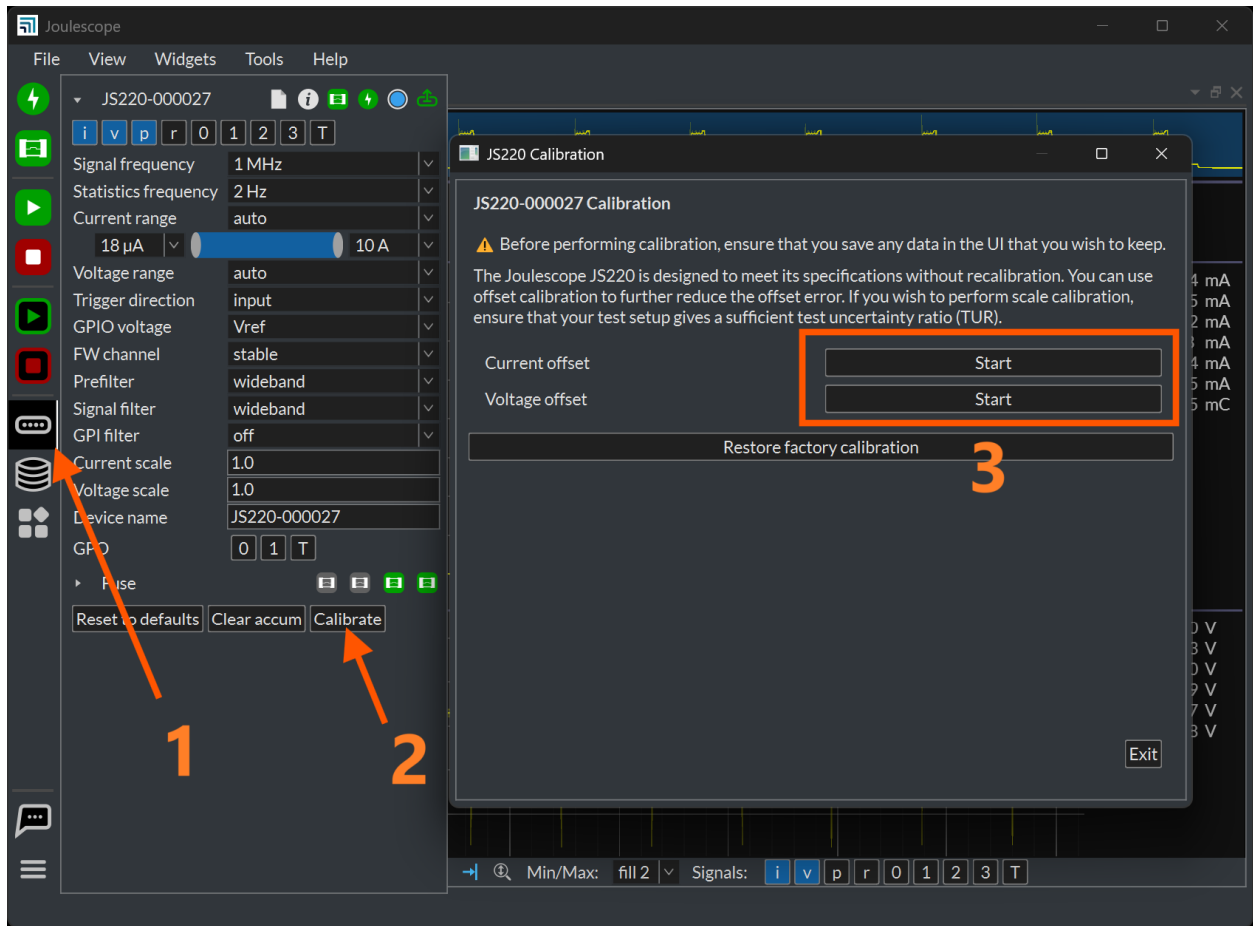 Joulescope
File View Widgets Tools Help
JS220-000027
i v p r 0 1 2 3 T
Signal frequency 1 MHz
Statistics frequency 2 Hz
Current range auto
18 µA 10 A
Voltage range auto
Trigger direction input
GPIO voltage Vref
FW channel stable
Prefilter wideband
Signal filter wideband
GPI filter off
Current scale 1.0
Voltage scale 1.0
Device name JS220-000027
GPO 0 1 T
Fuse
Reset to defaults Clear accum Calibrate
1
2
JS220 Calibration
JS220-000027 Calibration
Before performing calibration, ensure that you save any data in the UI that you wish to keep.
The Joulescope JS220 is designed to meet its specifications without recalibration. You can use
offset calibration to further reduce the offset error. If you wish to perform scale calibration,
ensure that your test setup gives a sufficient test uncertainty ratio (TUR).
Current offset Start
Voltage offset Start
Restore factory calibration
3
Exit
mA
mA
mA
mA
mA
mA
mC
V
V
V
V
V
V
Min/Max: fill 2 Signals: i v p r 0 1 2 3 T